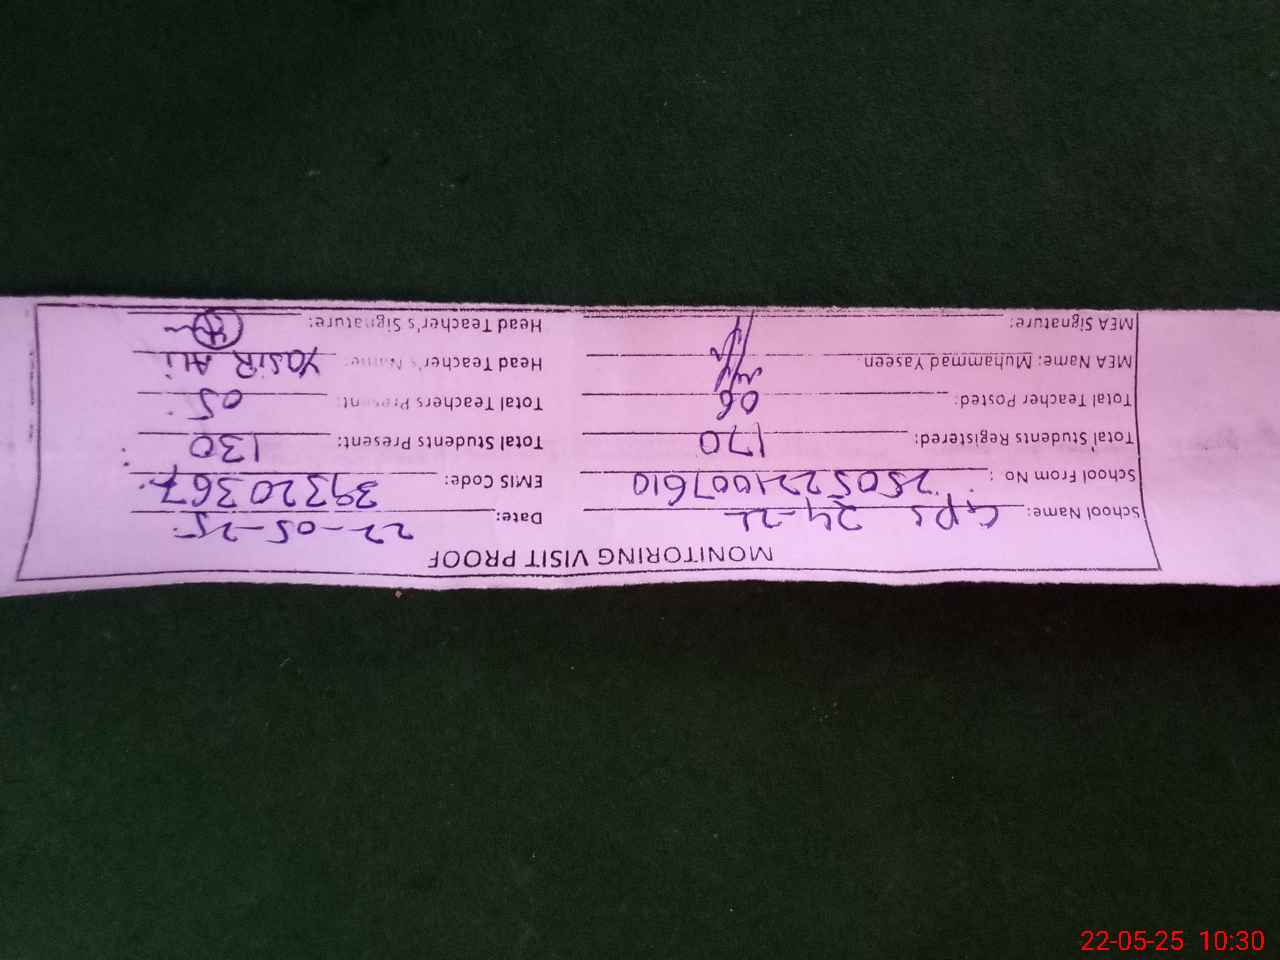 MONITORING VISIT PROOF
School Name: GPS 24-2L Date: 22-05-25
School From No : 2505221007610 EMIS Code: 39320367
Total Students Registered: 170 Total Students Present: 130
Total Teacher Posted: 06 Total Teachers Present: 05
MEA Name: Muhammad Yaseen Head Teacher's Name: YASIR ALi
MEA Signature: Head Teacher's Signature:
22-05-25 10:30